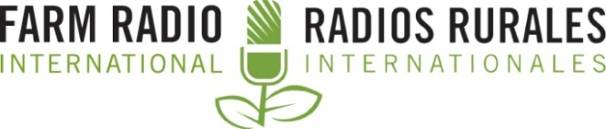 FARM RADIO
INTERNATIONAL
RADIOS RURALES
INTERNATIONALES